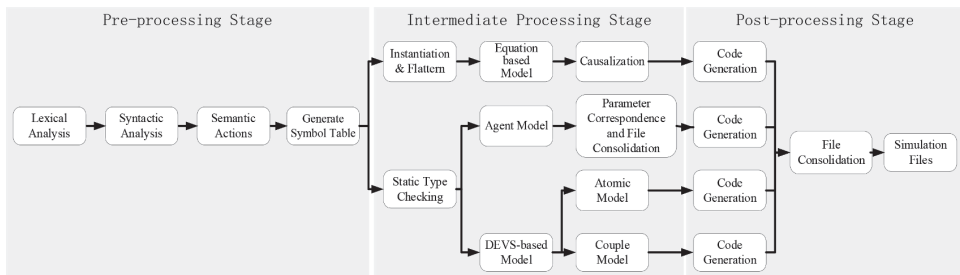 Pre-processing Stage
Intermediate Processing Stage
Post-processing Stage
Lexical
Analysis
Syntactic
Analysis
Semantic
Actions
Generate
Symbol Table
Instantiation
& Flattern
Equation
based
Model
Causalization
Code
Generation
Agent Model
Parameter
Correspondence
and File
Consolidation
Code
Generation
Static Type
Checking
Atomic
Model
Code
Generation
DEVS-based
Model
Couple Model
Code
Generation
File
Consolidation
Simulation
Files